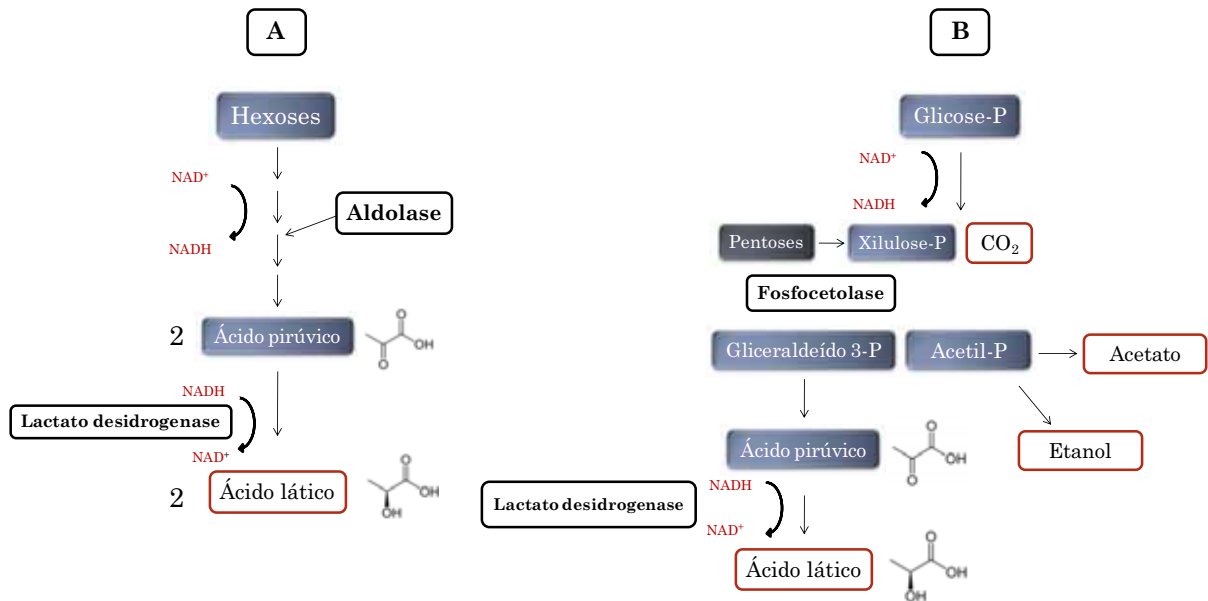 A
Hexoses
NAD⁺
NADH
Aldolase
2 Ácido pirúvico
O
OH
O
NADH
Lactato desidrogenase
NAD⁺
2 Ácido lático
O
OH
OH
B
Glicose-P
NAD⁺
NADH
Pentoses
Xilulose-P
CO₂
Fosfocetolase
Gliceraldeído 3-P
Acetil-P
Acetato
Etanol
Ácido pirúvico
O
OH
O
NADH
Lactato desidrogenase
NAD⁺
Ácido lático
O
OH
OH